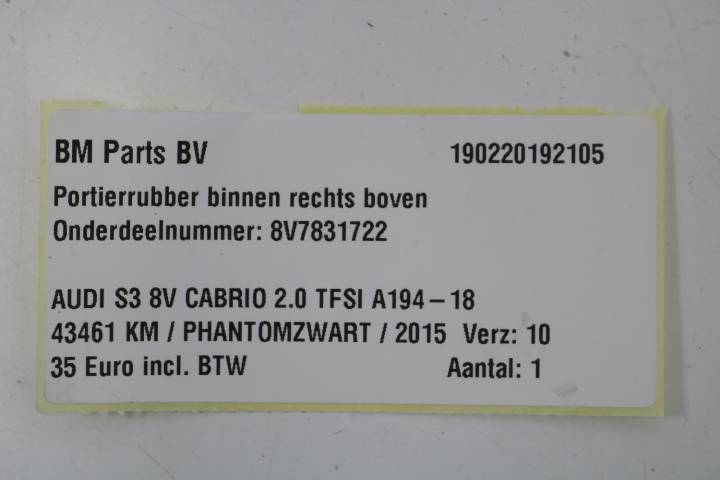 BM Parts BV 190220192105
Portierrubber binnen rechts boven
Onderdeelnummer: 8V7831722
AUDI S3 8V CABRIO 2.0 TFSI A194 – 18
43461 KM / PHANTOMZWART / 2015 Verz: 10
35 Euro incl. BTW Aantal: 1